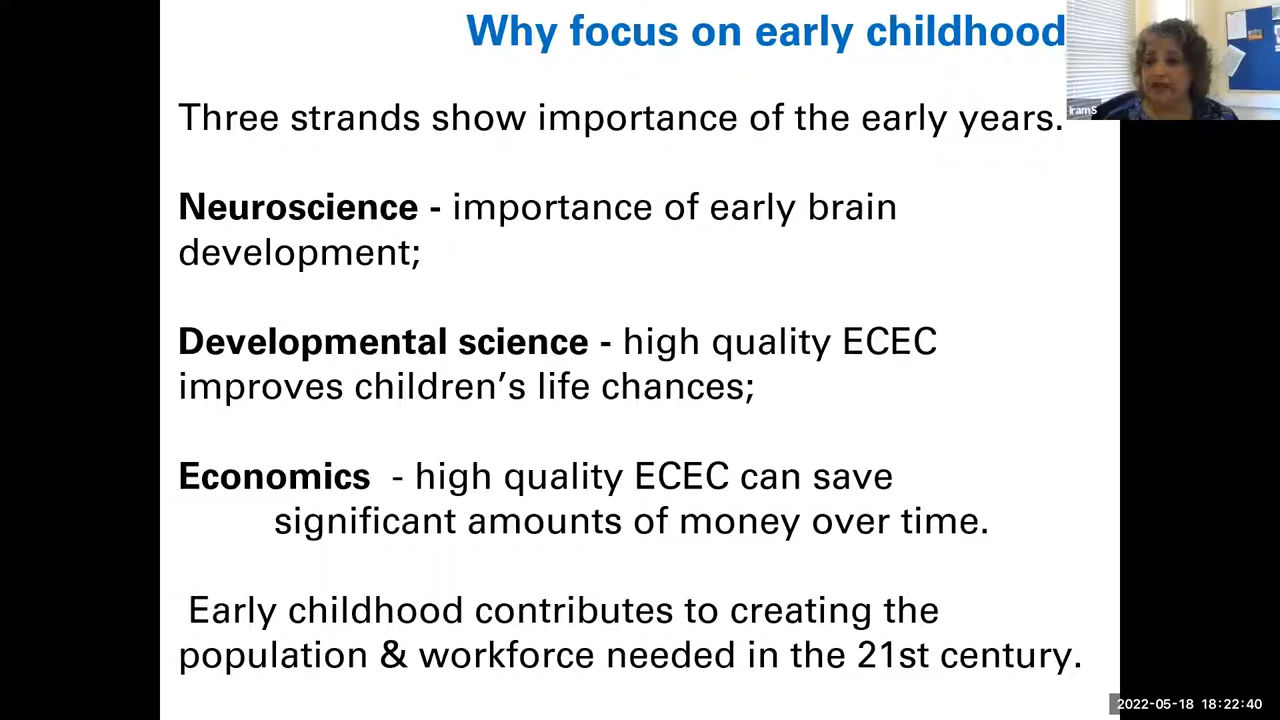 Why focus on early childhood
Three strands show importance of the early years.
Neuroscience - importance of early brain
development;
Developmental science - high quality ECEC
improves children’s life chances;
Economics - high quality ECEC can save
significant amounts of money over time.
Early childhood contributes to creating the
population & workforce needed in the 21st century.
Iram S
2022-05-18 18:22:40